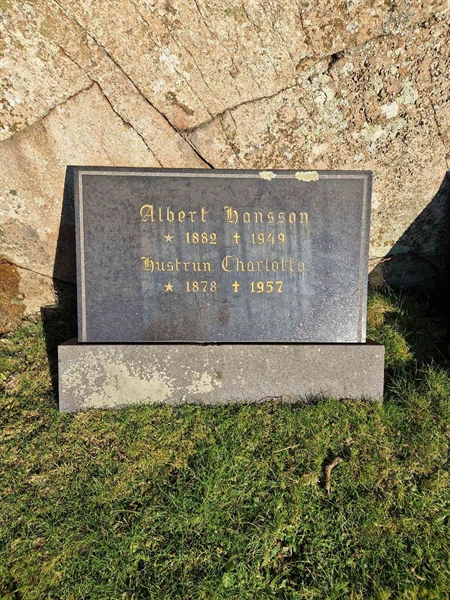 Albert Hansson
★ 1882 ✝ 1949
Hustrun Charlotta
★ 1878 ✝ 1957